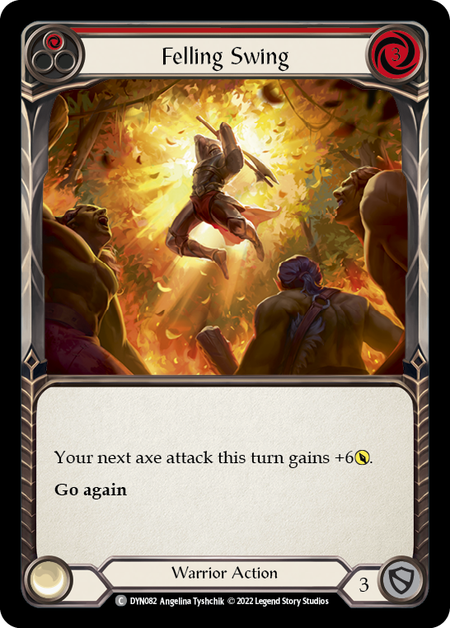 Felling Swing
3
Your next axe attack this turn gains +6.
Go again
Warrior Action
3
C DYN082 Angelina Tyshchik © 2022 Legend Story Studios